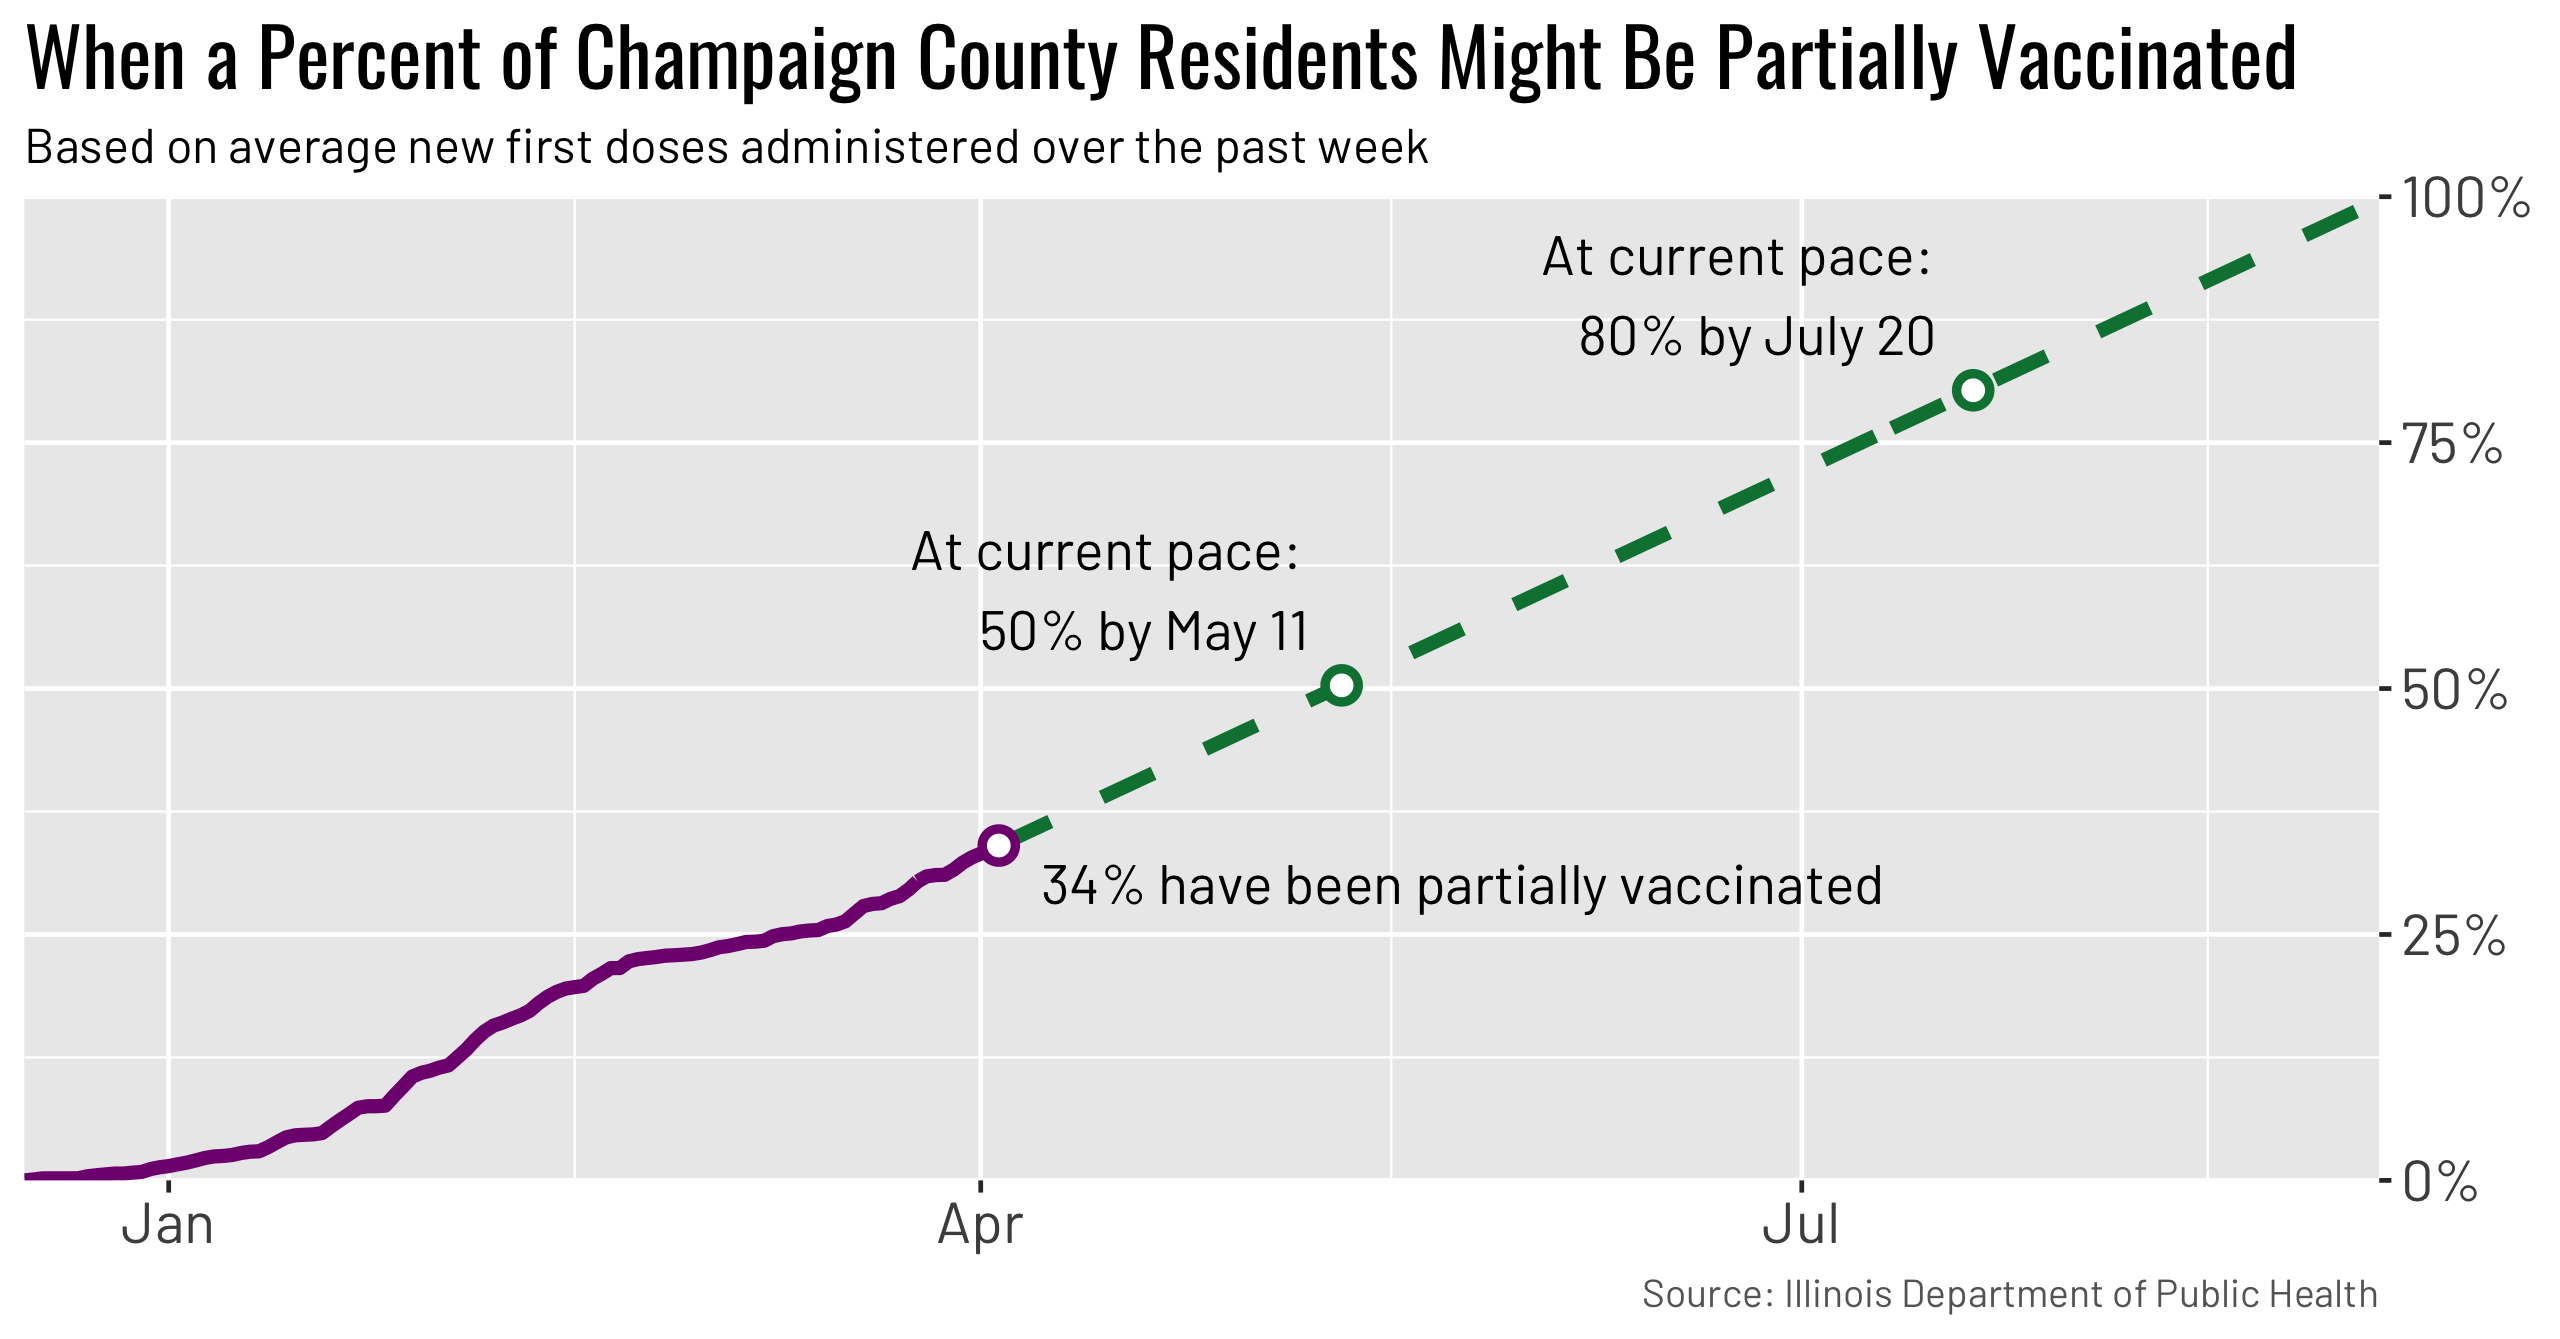 When a Percent of Champaign County Residents Might Be Partially Vaccinated
Based on average new first doses administered over the past week
100%
At current pace:
80% by July 20
75%
At current pace:
50% by May 11
50%
34% have been partially vaccinated
25%
0%
Jan
Apr
Jul
Source: Illinois Department of Public Health